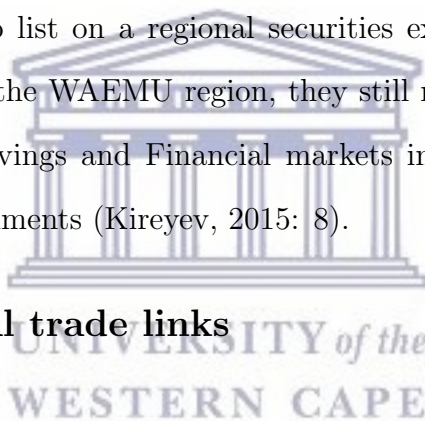 o list on a regional securities ex
the WAEMU region, they still r
vings and Financial markets in
uments (Kireyev, 2015: 8).
l trade links
UNIVERSITY of the
WESTERN CAPE